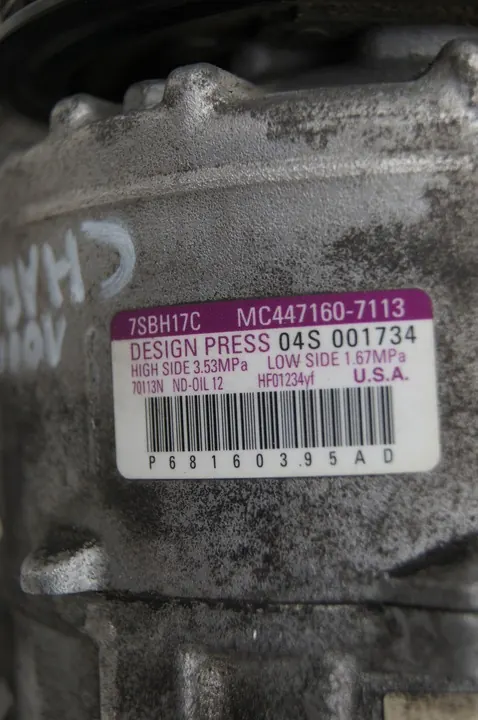 7SBH17C MC447160-7113
DESIGN PRESS 04S 001734
HIGH SIDE 3.53MPa LOW SIDE 1.67MPa
70113N ND-OIL 12 HFO1234yf U.S.A.
P68160395AD